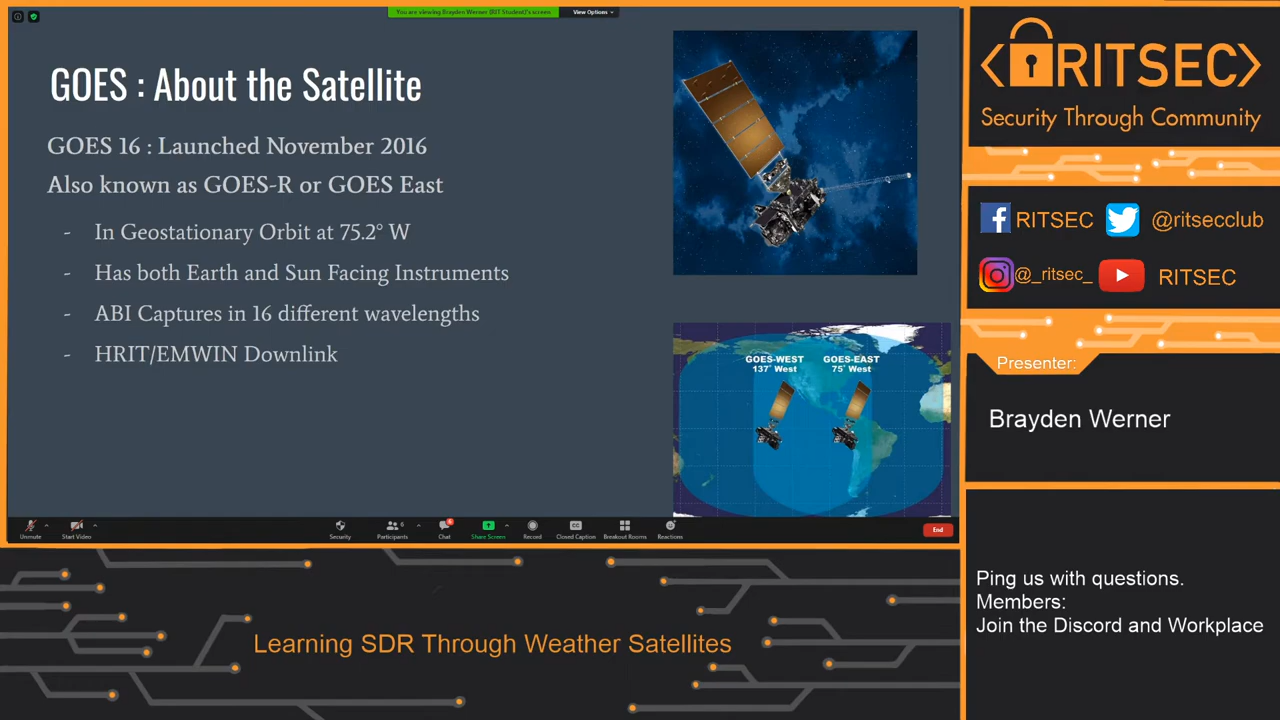 You are viewing Brayden Werner (RIT Student)'s screen
View Options
GOES : About the Satellite
GOES 16 : Launched November 2016
Also known as GOES-R or GOES East
- In Geostationary Orbit at 75.2° W
- Has both Earth and Sun Facing Instruments
- ABI Captures in 16 different wavelengths
- HRIT/EMWIN Downlink
GOES-WEST
137° West
GOES-EAST
75° West
Unmute
Start Video
Security
Participants
6
Chat
Share Screen
Record
CC
Closed Caption
Breakout Rooms
Reactions
End
RITSEC
Security Through Community
RITSEC
@ritsecclub
@_ritsec_
RITSEC
Presenter:
Brayden Werner
Ping us with questions.
Members:
Join the Discord and Workplace
Learning SDR Through Weather Satellites